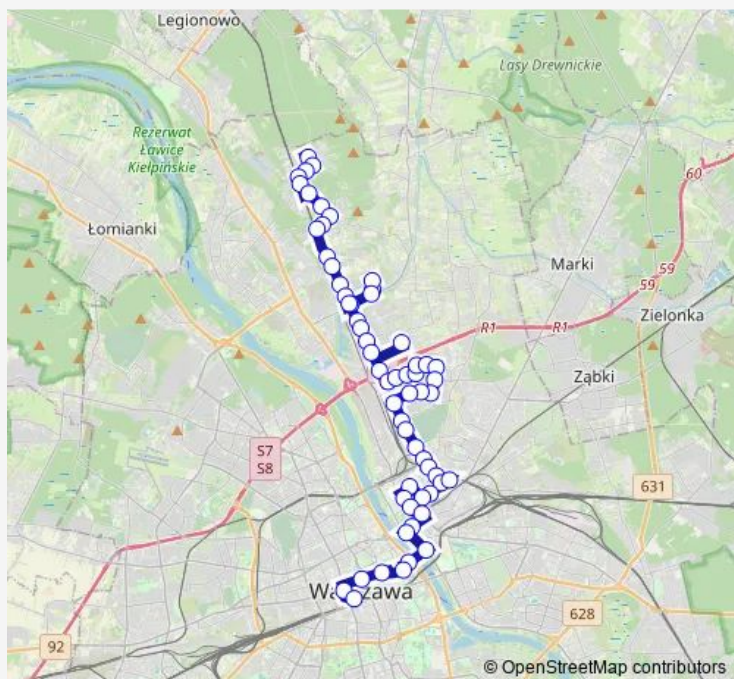 Legionowo
Lasy Drewnickie
Rezerwat
Ławice
Kiełpińskie
60
Łomianki
Marki
59
59
R1
R1
Zielonka
Ząbki
S7
S8
631
Warszawa
628
92
© OpenStreetMap contributors